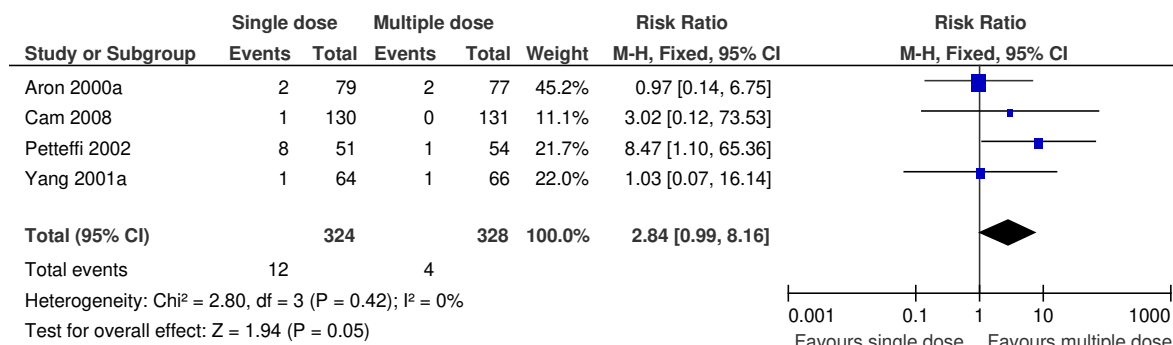 Single dose Multiple dose Risk Ratio Risk Ratio
Study or Subgroup Events Total Events Total Weight M-H, Fixed, 95% CI M-H, Fixed, 95% CI
Aron 2000a 2 79 2 77 45.2% 0.97 [0.14, 6.75]
Cam 2008 1 130 0 131 11.1% 3.02 [0.12, 73.53]
Petteffi 2002 8 51 1 54 21.7% 8.47 [1.10, 65.36]
Yang 2001a 1 64 1 66 22.0% 1.03 [0.07, 16.14]
Total (95% CI) 324 328 100.0% 2.84 [0.99, 8.16]
Total events 12 4
Heterogeneity: Chi² = 2.80, df = 3 (P = 0.42); I² = 0%
Test for overall effect: Z = 1.94 (P = 0.05)
0.001 0.1 1 10 1000
Favours single dose Favours multiple dose